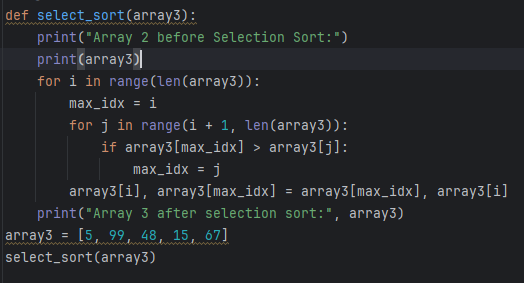 def select_sort(array3):
    print("Array 2 before Selection Sort:")
    print(array3)
    for i in range(len(array3)):
        max_idx = i
        for j in range(i + 1, len(array3)):
            if array3[max_idx] > array3[j]:
                max_idx = j
        array3[i], array3[max_idx] = array3[max_idx], array3[i]
    print("Array 3 after selection sort:", array3)
array3 = [5, 99, 48, 15, 67]
select_sort(array3)